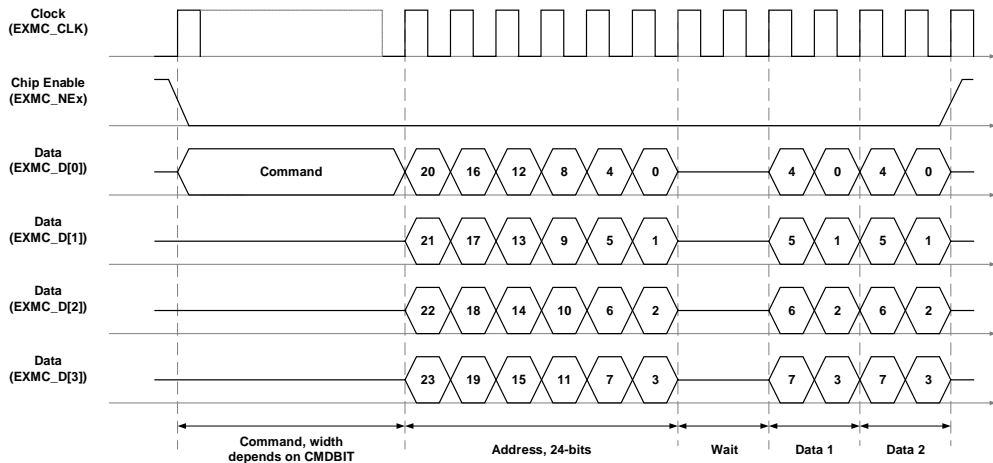 Clock
(EXMC_CLK)
Chip Enable
(EXMC_NEx)
Data
(EXMC_D[0])
Command
20 16 12 8 4 0 4 0 4 0
Data
(EXMC_D[1])
21 17 13 9 5 1 5 1 5 1
Data
(EXMC_D[2])
22 18 14 10 6 2 6 2 6 2
Data
(EXMC_D[3])
23 19 15 11 7 3 7 3 7 3
Command, width
depends on CMDBIT
Address, 24-bits
Wait
Data 1
Data 2